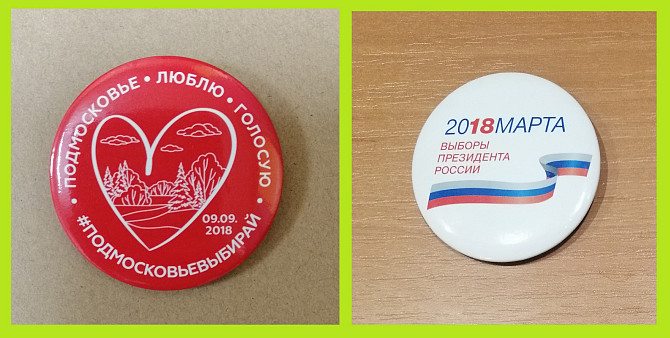 ПОДМОСКОВЬЕ • ЛЮБЛЮ • ГОЛОСУЮ
09.09.
2018
#ПОДМОСКОВЬЕВЫБИРАЙ
2018МАРТА
ВЫБОРЫ
ПРЕЗИДЕНТА
РОССИИ